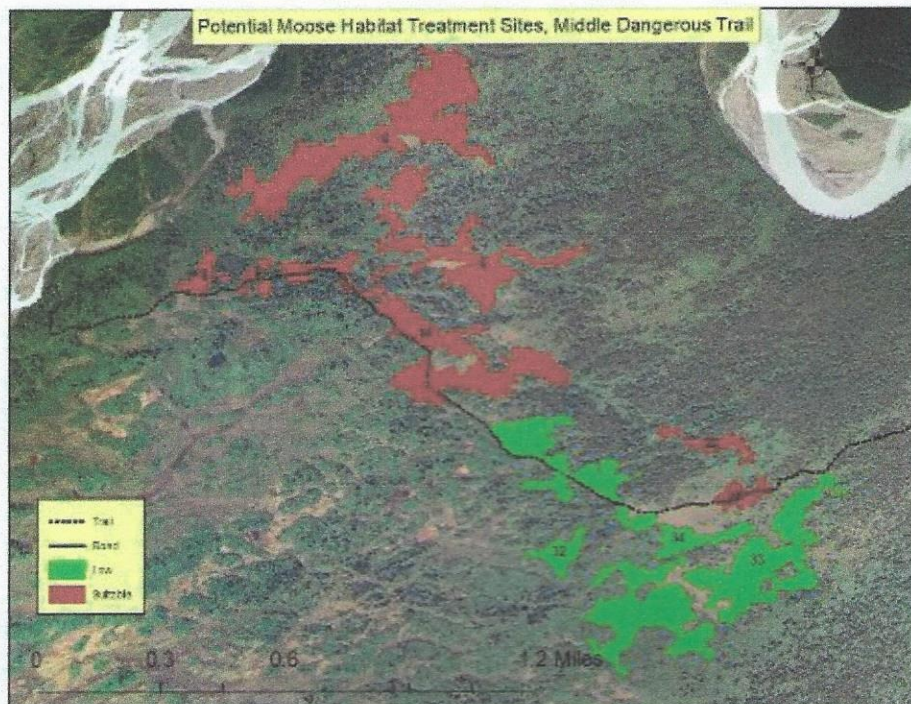 Potential Moose Habitat Treatment Sites, Middle Dangerous Trail
Trail
Road
Low
Suitable
32
34
33
0 0.3 0.6 1.2 Miles